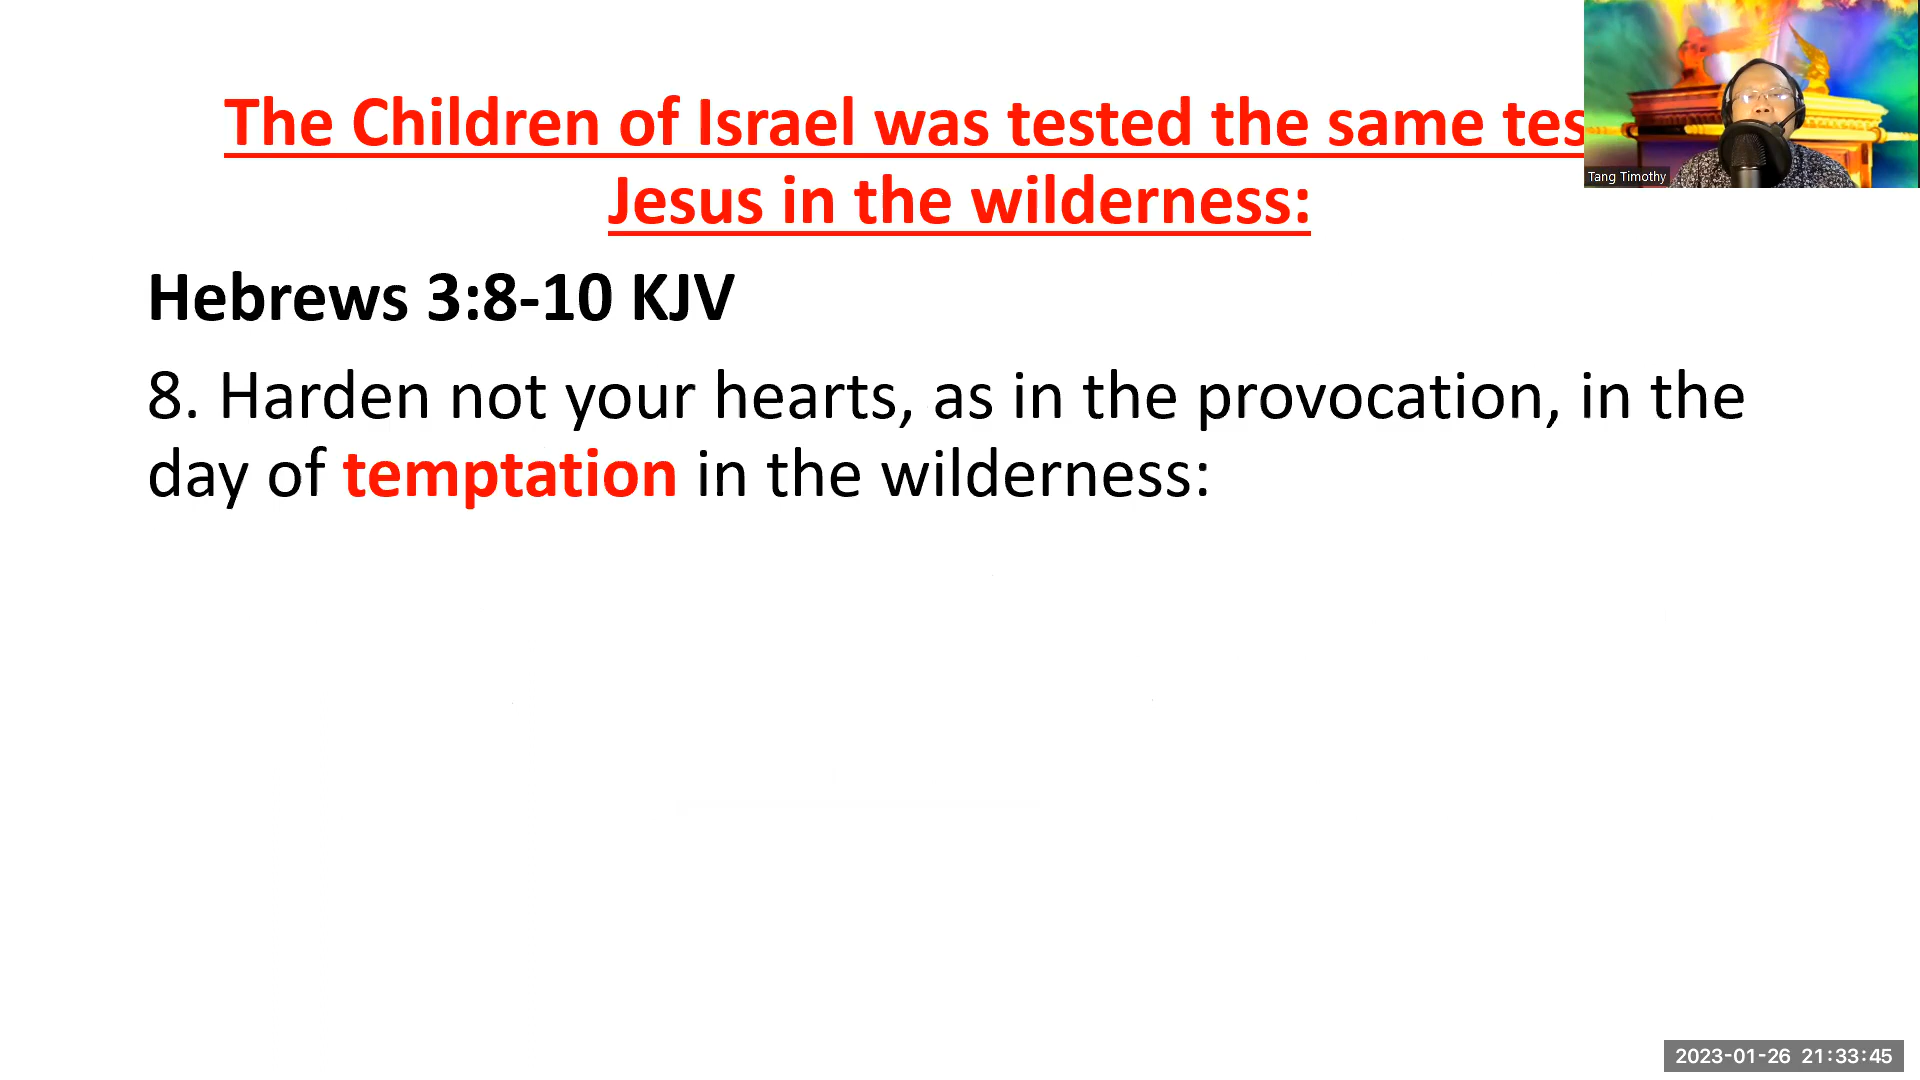 The Children of Israel was tested the same
Jesus in the wilderness:
Hebrews 3:8-10 KJV
8. Harden not your hearts, as in the provocation, in the
day of temptation in the wilderness:
Tang Timothy
2023-01-26 21:33:45